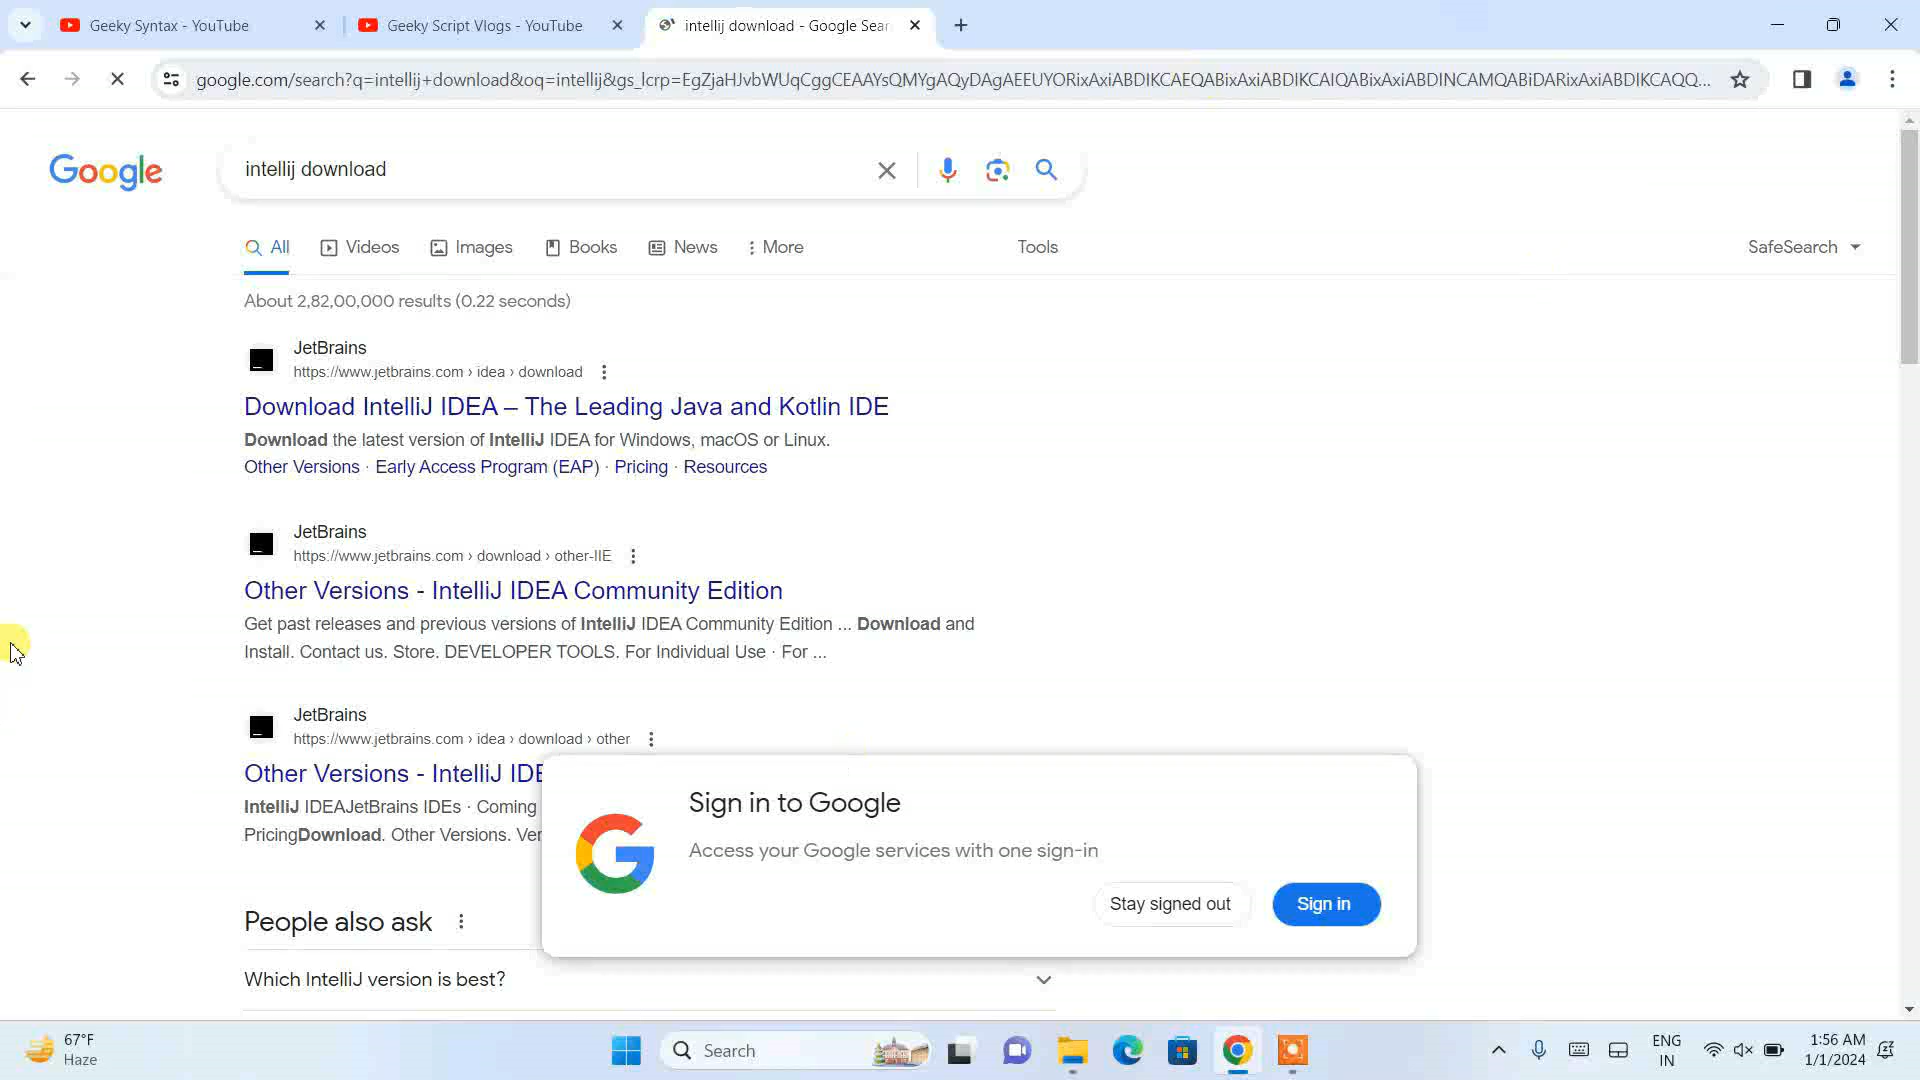 Geeky Syntax - YouTube
Geeky Script Vlogs - YouTube
intellij download - Google Sear
google.com/search?q=intellij+download&oq=intellij&gs_lcrp=EgZjaHJvbWUqCggCEAAYsQMYgAQyDAgAEEUYORixAxiABDIKCAEQABixAxiABDIKCAIQABixAxiABDINCAMQABiDARixAxiABDIKCAQQ...
Google
intellij download
All
Videos
Images
Books
News
More
Tools
SafeSearch
About 2,82,00,000 results (0.22 seconds)
JetBrains
https://www.jetbrains.com › idea › download
Download IntelliJ IDEA – The Leading Java and Kotlin IDE
Download the latest version of IntelliJ IDEA for Windows, macOS or Linux.
Other Versions · Early Access Program (EAP) · Pricing · Resources
JetBrains
https://www.jetbrains.com › download › other-IIE
Other Versions - IntelliJ IDEA Community Edition
Get past releases and previous versions of IntelliJ IDEA Community Edition ... Download and
Install. Contact us. Store. DEVELOPER TOOLS. For Individual Use · For ...
JetBrains
https://www.jetbrains.com › idea › download › other
Other Versions - IntelliJ IDE
IntelliJ IDEAJetBrains IDEs · Coming
PricingDownload. Other Versions. Ver
Sign in to Google
Access your Google services with one sign-in
Stay signed out
Sign in
People also ask
Which IntelliJ version is best?
67°F
Haze
Search
ENG
IN
1:56 AM
1/1/2024